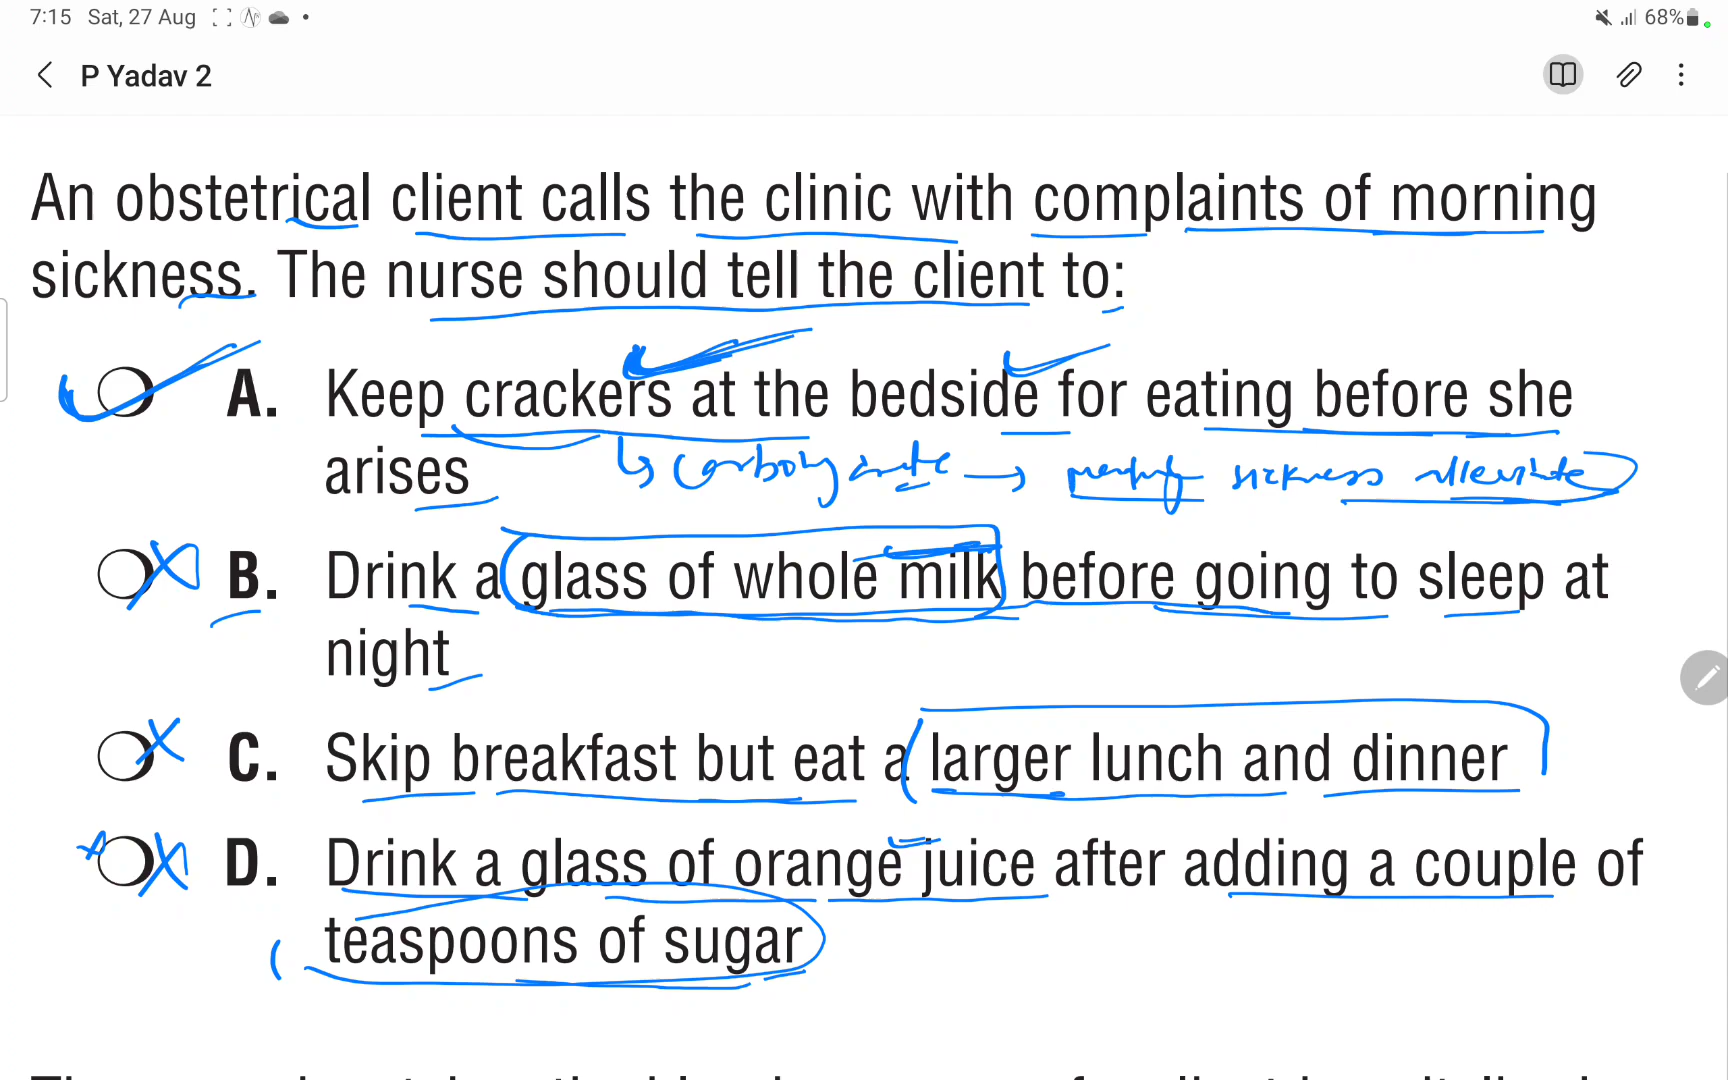 7:15 Sat, 27 Aug
68%
P Yadav 2
An obstetrical client calls the clinic with complaints of morning
sickness. The nurse should tell the client to:
A. Keep crackers at the bedside for eating before she
arises
carbohydrate → sickness alleviate
B. Drink a glass of whole milk before going to sleep at
night
C. Skip breakfast but eat a larger lunch and dinner
D. Drink a glass of orange juice after adding a couple of
teaspoons of sugar